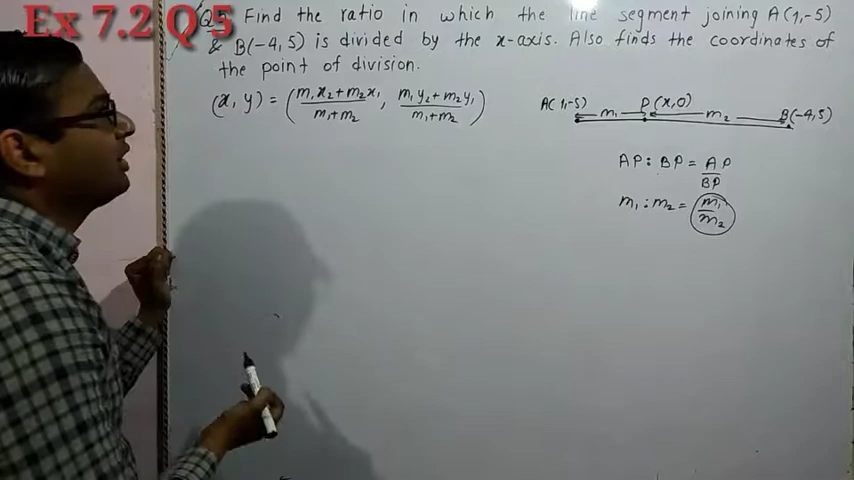 Ex 7.2 Q 5
Q5 Find the ratio in which the line segment joining A(1,-5)
& B(-4,5) is divided by the x-axis. Also finds the coordinates of
the point of division.
(x, y) = (m₁x₂+m₂x₁/m₁+m₂, m₁y₂+m₂y₁/m₁+m₂)
A(1,-5) m₁ P(x,0) m₂ B(-4,5)
AP : BP = AP/BP
m₁ : m₂ = m₁/m₂